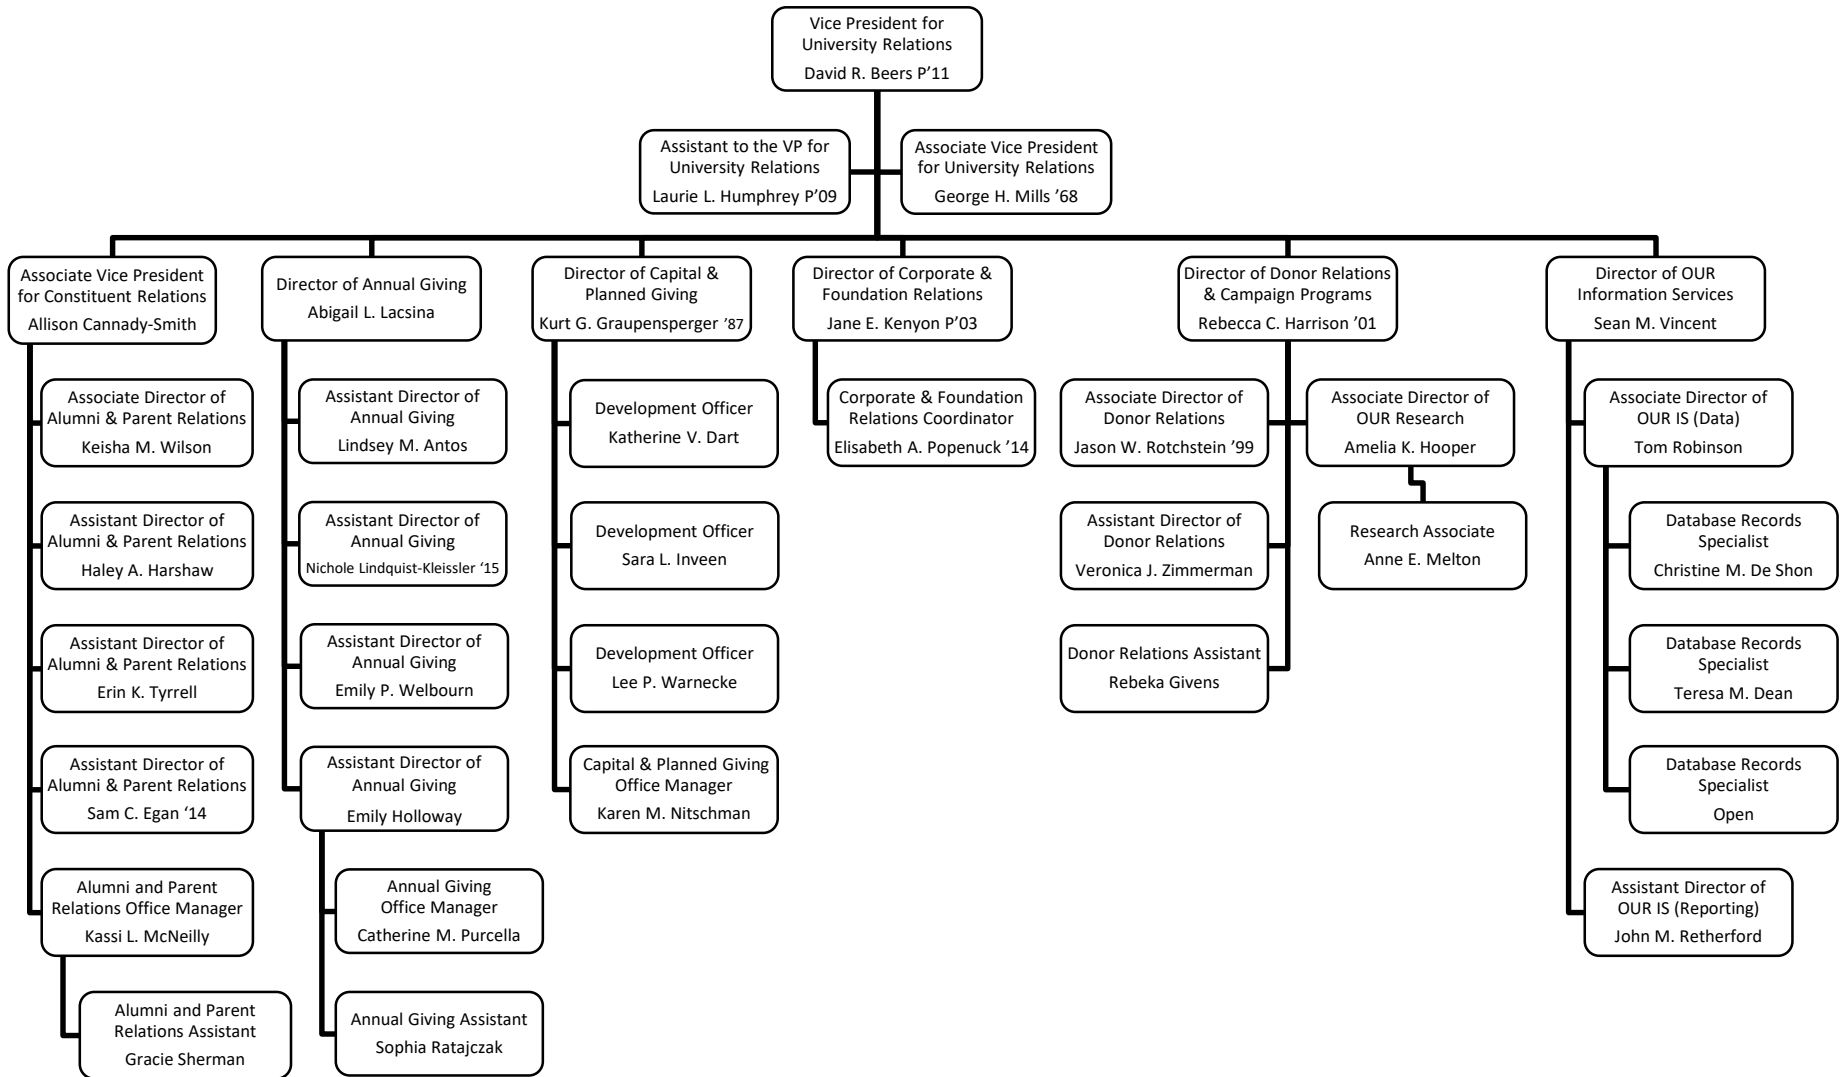 Vice President for
University Relations
David R. Beers P’11
Assistant to the VP for
University Relations
Laurie L. Humphrey P’09
Associate Vice President
for University Relations
George H. Mills ’68
Associate Vice President
for Constituent Relations
Allison Cannady-Smith
Director of Annual Giving
Abigail L. Lacsina
Director of Capital &
Planned Giving
Kurt G. Graupensperger ’87
Director of Corporate &
Foundation Relations
Jane E. Kenyon P’03
Director of Donor Relations
& Campaign Programs
Rebecca C. Harrison ’01
Director of OUR
Information Services
Sean M. Vincent
Associate Director of
Alumni & Parent Relations
Keisha M. Wilson
Assistant Director of
Annual Giving
Lindsey M. Antos
Development Officer
Katherine V. Dart
Corporate & Foundation
Relations Coordinator
Elisabeth A. Popenuck ’14
Associate Director of
Donor Relations
Jason W. Rotchstein ’99
Associate Director of
OUR Research
Amelia K. Hooper
Associate Director of
OUR IS (Data)
Tom Robinson
Assistant Director of
Alumni & Parent Relations
Haley A. Harshaw
Assistant Director of
Annual Giving
Nichole Lindquist-Kleissler ‘15
Development Officer
Sara L. Inveen
Assistant Director of
Donor Relations
Veronica J. Zimmerman
Research Associate
Anne E. Melton
Database Records
Specialist
Christine M. De Shon
Assistant Director of
Alumni & Parent Relations
Erin K. Tyrrell
Assistant Director of
Annual Giving
Emily P. Welbourn
Development Officer
Lee P. Warnecke
Donor Relations Assistant
Rebeka Givens
Database Records
Specialist
Teresa M. Dean
Assistant Director of
Alumni & Parent Relations
Sam C. Egan ‘14
Assistant Director of
Annual Giving
Emily Holloway
Capital & Planned Giving
Office Manager
Karen M. Nitschman
Database Records
Specialist
Open
Alumni and Parent
Relations Office Manager
Kassi L. McNeilly
Annual Giving
Office Manager
Catherine M. Purcella
Assistant Director of
OUR IS (Reporting)
John M. Retherford
Alumni and Parent
Relations Assistant
Gracie Sherman
Annual Giving Assistant
Sophia Ratajczak